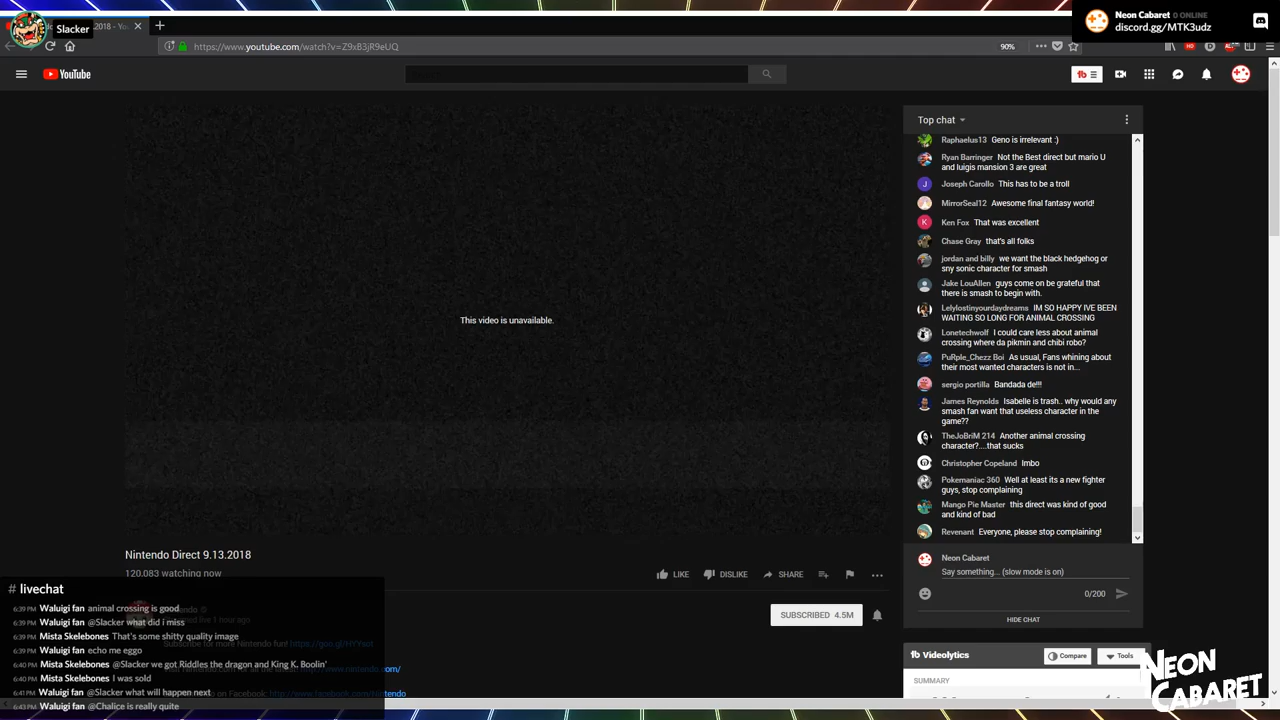 Slacker
2018 - You
Neon Cabaret 0 ONLINE
discord.gg/MTK3udz
https://www.youtube.com/watch?v=Z9xB3jR9eUQ
90%
YouTube
Top chat
Raphaelus13 Geno is irrelevant :)
Ryan Barringer Not the Best direct but mario U
and luigis mansion 3 are great
Joseph Carollo This has to be a troll
MirrorSeal12 Awesome final fantasy world!
Ken Fox That was excellent
Chase Gray that's all folks
jordan and billy we want the black hedgehog or
sny sonic character for smash
Jake LouAllen guys come on be grateful that
there is smash to begin with.
Lelylostinyourdaydreams IM SO HAPPY IVE BEEN
WAITING SO LONG FOR ANIMAL CROSSING
Lonetechwolf I could care less about animal
crossing where da pikmin and chibi robo?
PuRple_Chezz Boi As usual, Fans whining about
their most wanted characters is not in...
sergio portilla Bandada de!!!
James Reynolds Isabelle is trash.. why would any
smash fan want that useless character in the
game??
TheJoBriM 214 Another animal crossing
character?....that sucks
Christopher Copeland lmbo
Pokemaniac 360 Well at least its a new fighter
guys, stop complaining
Mango Pie Master this direct was kind of good
and kind of bad
Revenant Everyone, please stop complaining!
Neon Cabaret
Say something... (slow mode is on)
0/200
HIDE CHAT
This video is unavailable.
Nintendo Direct 9.13.2018
120,083 watching now
LIKE DISLIKE SHARE
SUBSCRIBED 4.5M
# livechat
6:39 PM Waluigi fan animal crossing is good
6:39 PM Waluigi fan @Slacker what did i miss
6:39 PM Mista Skelebones That's some shitty quality image
6:39 PM Waluigi fan echo me eggo
6:40 PM Mista Skelebones @Slacker we got Riddles the dragon and King K. Boolin'
6:40 PM Mista Skelebones I was sold
6:41 PM Waluigi fan @Slacker what will happen next
6:43 PM Waluigi fan @Chalice is really quite
Videolytics
Compare
Tools
SUMMARY
NEON
CABARET